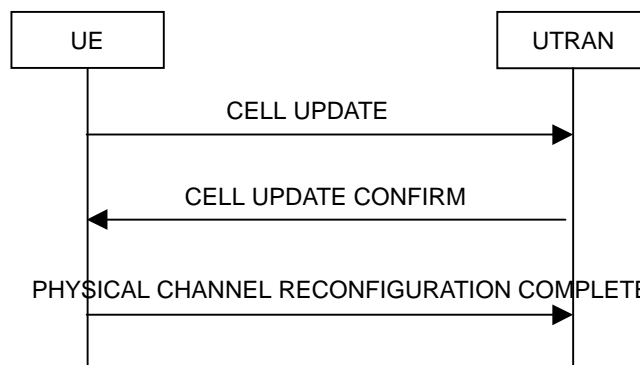 UE
UTRAN
CELL UPDATE
CELL UPDATE CONFIRM
PHYSICAL CHANNEL RECONFIGURATION COMPLETE